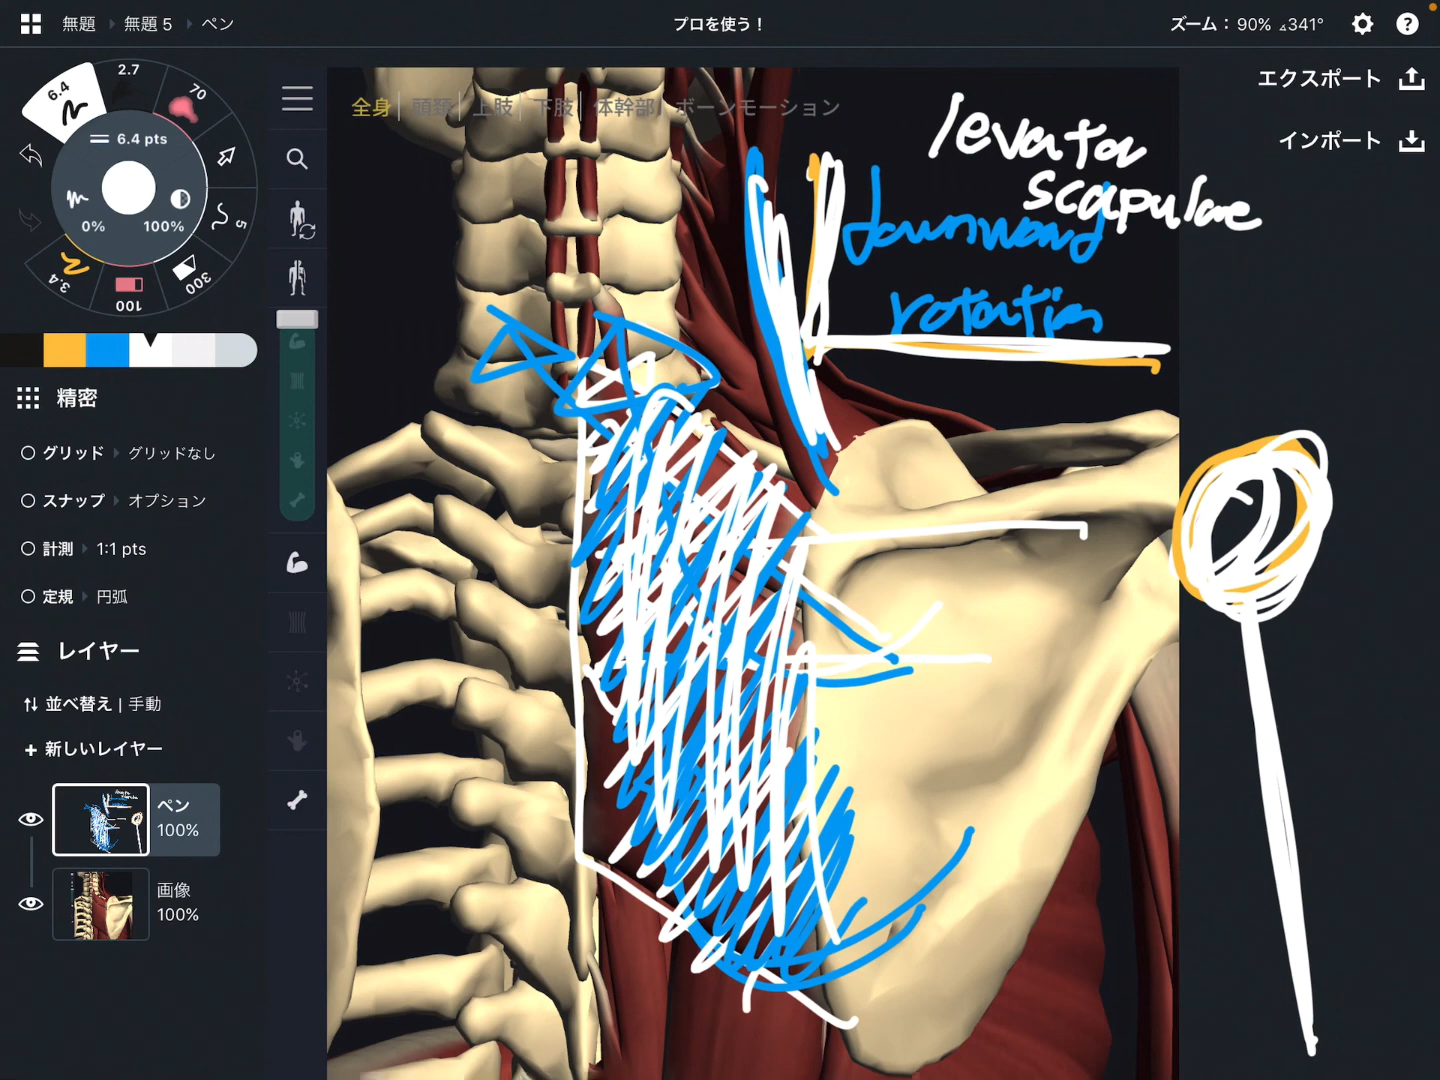 無題 無題 5 ペン
プロを使う！
ズーム： 90% ⦟341°
エクスポート
インポート
2.7
6.4
70
6.4 pts
0%
100%
5
3.4
100
300
精密
グリッド グリッドなし
スナップ オプション
計測 1:1 pts
定規 円弧
レイヤー
並べ替え | 手動
+ 新しいレイヤー
ペン
100%
画像
100%
全身 頭頚 上肢 下肢 体幹部 ボーンモーション
levator
scapulae
downward
rotation